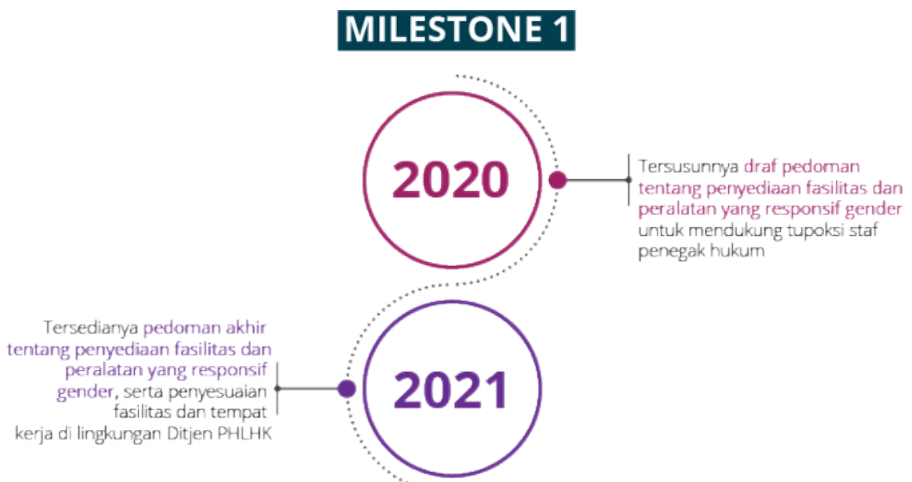 MILESTONE 1
2020
Tersusunnya draf pedoman
tentang penyediaan fasilitas dan
peralatan yang responsif gender
untuk mendukung tupoksi staf
penegak hukum
Tersedianya pedoman akhir
tentang penyediaan fasilitas dan
peralatan yang responsif
gender, serta penyesuaian
fasilitas dan tempat
kerja di lingkungan Ditjen PHLHK
2021